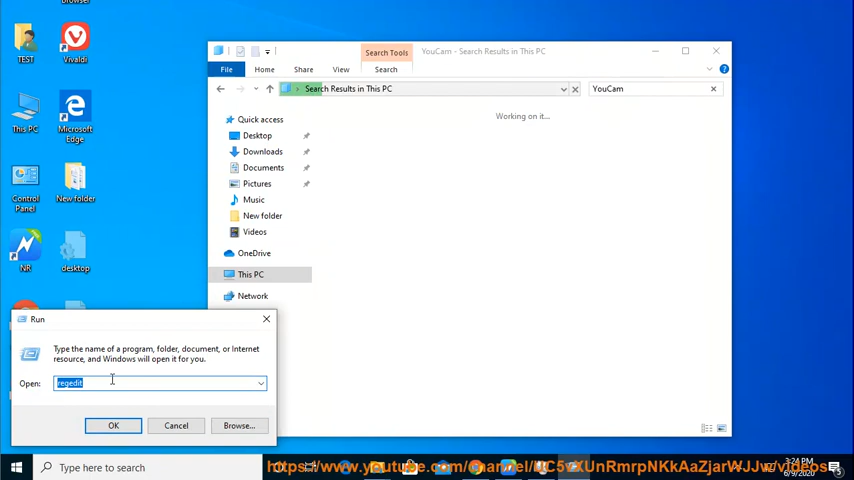 Browser
TEST
Vivaldi
This PC
Microsoft
Edge
Control
Panel
New folder
NR
desktop
Search Tools
YouCam - Search Results in This PC
File
Home
Share
View
Search
Search Results in This PC
YouCam
Working on it...
Quick access
Desktop
Downloads
Documents
Pictures
Music
New folder
Videos
OneDrive
This PC
Network
Run
Type the name of a program, folder, document, or Internet
resource, and Windows will open it for you.
Open:
regedit
OK
Cancel
Browse...
Type here to search
3:24 PM
6/9/2020